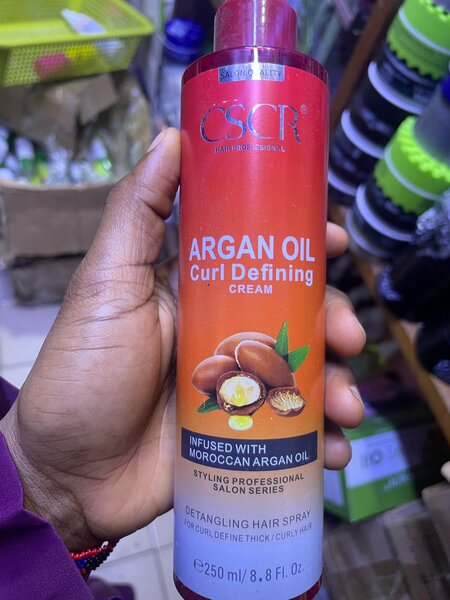 SALON QUALITY
CSCR®
HAIR PROFESSIONAL
ARGAN OIL
Curl Defining
CREAM
INFUSED WITH
MOROCCAN ARGAN OIL
STYLING PROFESSIONAL
SALON SERIES
DETANGLING HAIR SPRAY
FOR CURL DEFINE THICK / CURLY HAIR
℮250 ml/ 8.8 Fl. Oz.